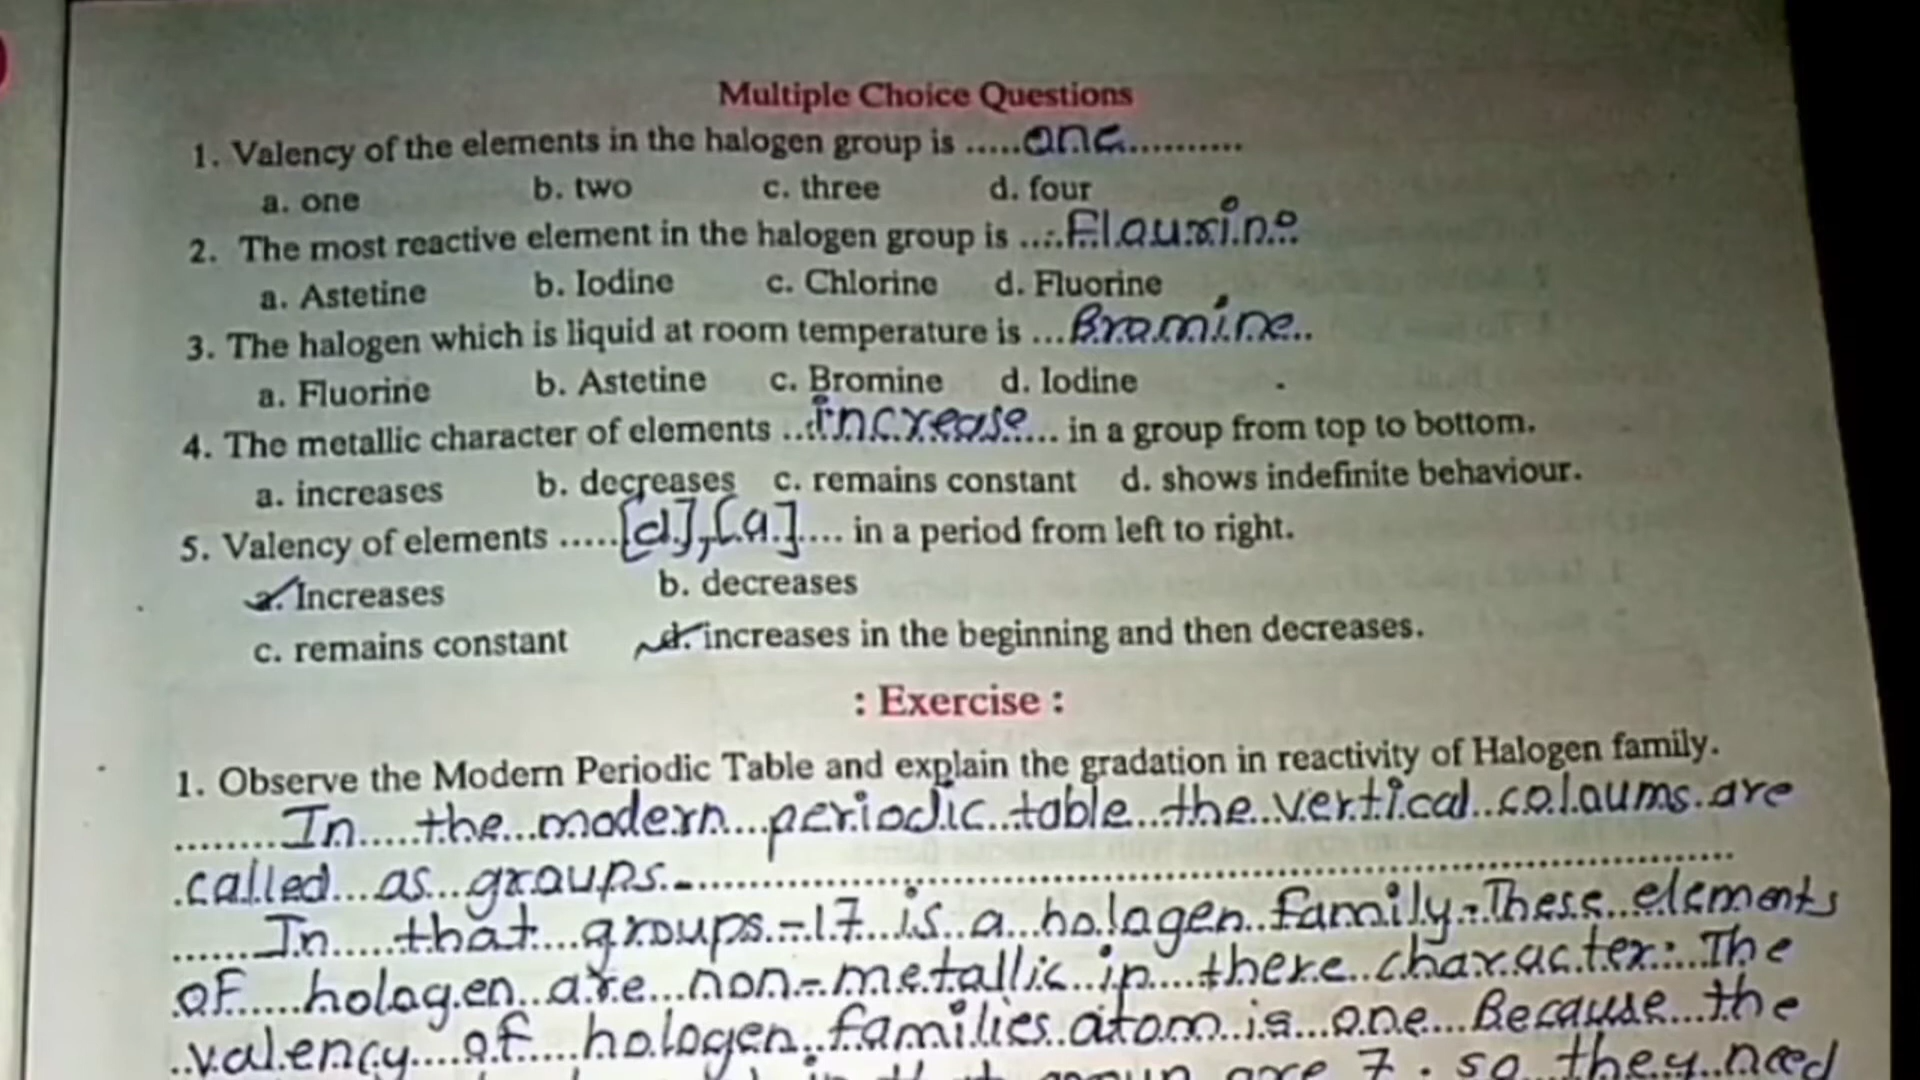 Multiple Choice Questions
1. Valency of the elements in the halogen group is .....one..........
a. one b. two c. three d. four
2. The most reactive element in the halogen group is ....Flourine
a. Astetine b. Iodine c. Chlorine d. Fluorine
3. The halogen which is liquid at room temperature is ...Bromine..
a. Fluorine b. Astetine c. Bromine d. Iodine
4. The metallic character of elements ...increase.... in a group from top to bottom.
a. increases b. decreases c. remains constant d. shows indefinite behaviour.
5. Valency of elements .....[d],[a].... in a period from left to right.
a. Increases b. decreases
c. remains constant d. increases in the beginning and then decreases.
: Exercise :
1. Observe the Modern Periodic Table and explain the gradation in reactivity of Halogen family.
........In....the...modern...periodic..table...the..vertical..coloums.are
.called...as...groups.-
......In....that...groups.-17..is..a..halogen..family.-These..elements
.of....halogen..are...non-metallic..in....there..character.-The
..valency....of....halogen..families.atom.is...one...Because...the
group are 7. so they need